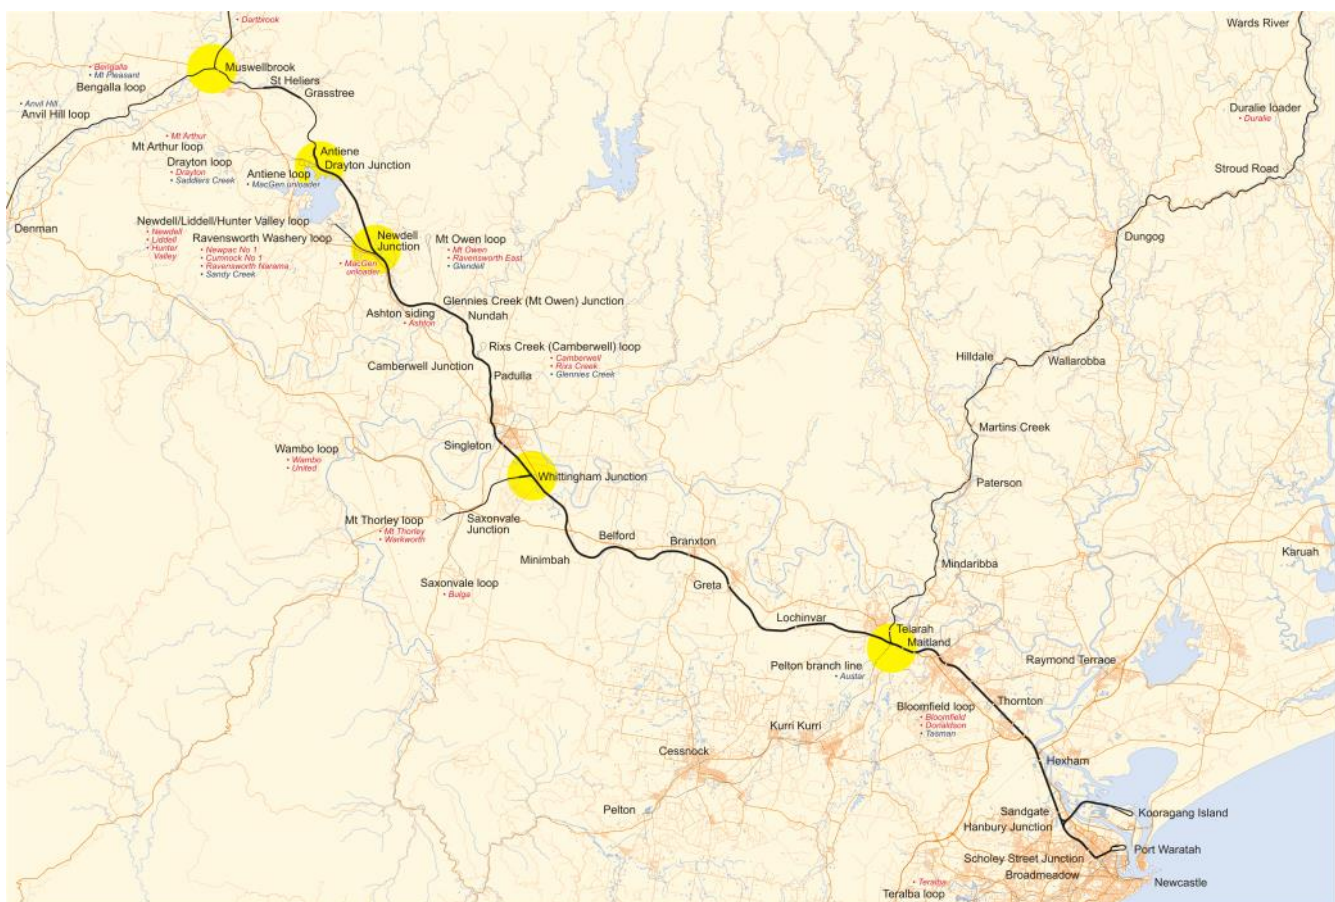 • Dartbrook
Wards River
• Bengalla
• Mt Pleasant
Bengalla loop
Muswellbrook
St Heliers
Grasstree
• Anvil Hill
Anvil Hill loop
Duralie loader
• Duralie
• Mt Arthur
Mt Arthur loop
Drayton loop
• Drayton
• Saddlers Creek
Antiene
Drayton Junction
Antiene loop
• MacGen unloader
Stroud Road
Denman
Newdell/Liddell/Hunter Valley loop
• Newdell
• Liddell
• Hunter
Valley
Ravensworth Washery loop
• Newpac No 1
• Cumnock No 1
• Ravensworth Narama
• Sandy Creek
Newdell
Junction
• MacGen
unloader
Mt Owen loop
• Mt Owen
• Ravensworth East
• Glendell
Dungog
Glennies Creek (Mt Owen) Junction
Ashton siding
• Ashton
Nundah
Rixs Creek (Camberwell) loop
• Camberwell
• Rixs Creek
• Glennies Creek
Camberwell Junction
Padulla
Hilldale
Wallarobba
Martins Creek
Singleton
Wambo loop
• Wambo
• United
Whittingham Junction
Paterson
Mt Thorley loop
• Mt Thorley
• Warkworth
Saxonvale
Junction
Belford
Branxton
Minimbah
Karuah
Mindaribba
Saxonvale loop
• Bulga
Greta
Lochinvar
Telarah
Maitland
Pelton branch line
• Austar
Raymond Terrace
Bloomfield loop
• Bloomfield
• Donaldson
• Tasman
Thornton
Kurri Kurri
Cessnock
Hexham
Pelton
Sandgate
Hanbury Junction
Kooragang Island
Scholey Street Junction
Port Waratah
Broadmeadow
• Teralba
Teralba loop
Newcastle